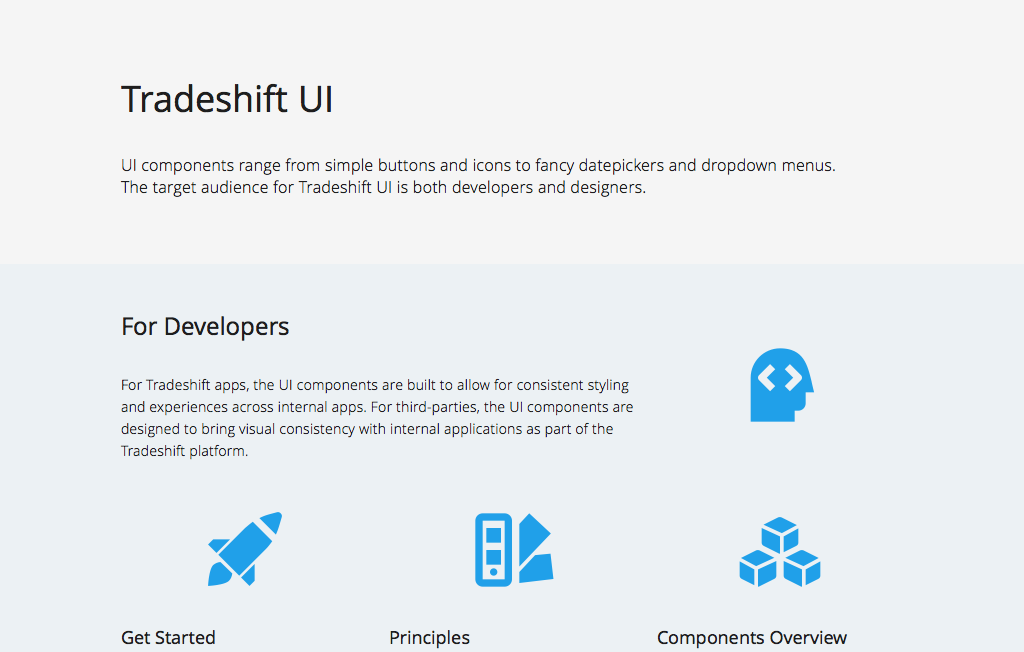 Tradeshift UI
UI components range from simple buttons and icons to fancy datepickers and dropdown menus.
The target audience for Tradeshift UI is both developers and designers.
For Developers
For Tradeshift apps, the UI components are built to allow for consistent styling
and experiences across internal apps. For third-parties, the UI components are
designed to bring visual consistency with internal applications as part of the
Tradeshift platform.
Get Started
Principles
Components Overview